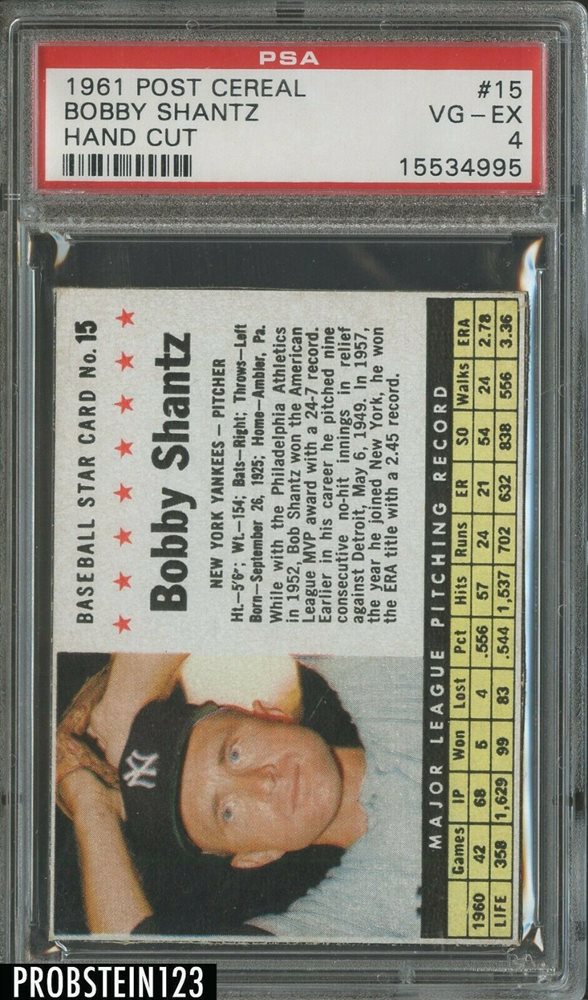 PSA
1961 POST CEREAL #15
BOBBY SHANTZ VG-EX
HAND CUT 4
15534995
BASEBALL STAR CARD No. 15
Bobby Shantz
NEW YORK YANKEES — PITCHER
Ht.—5'6"; Wt.—154; Bats—Right; Throws—Left
Born—September 26, 1925; Home—Ambler, Pa.
While with the Philadelphia Athletics
in 1952, Bob Shantz won the American
League MVP award with a 24-7 record.
Earlier in his career he pitched nine
consecutive no-hit innings in relief
against Detroit, May 6, 1949. In 1957,
the year he joined New York, he won
the ERA title with a 2.45 record.
NY
MAJOR LEAGUE PITCHING RECORD
Games IP Won Lost Pct Hits Runs ER SO Walks ERA
1960 42 68 5 4 .556 57 24 21 54 24 2.78
LIFE 358 1,629 99 83 .544 1,537 702 632 838 556 3.36
PROBSTEIN123